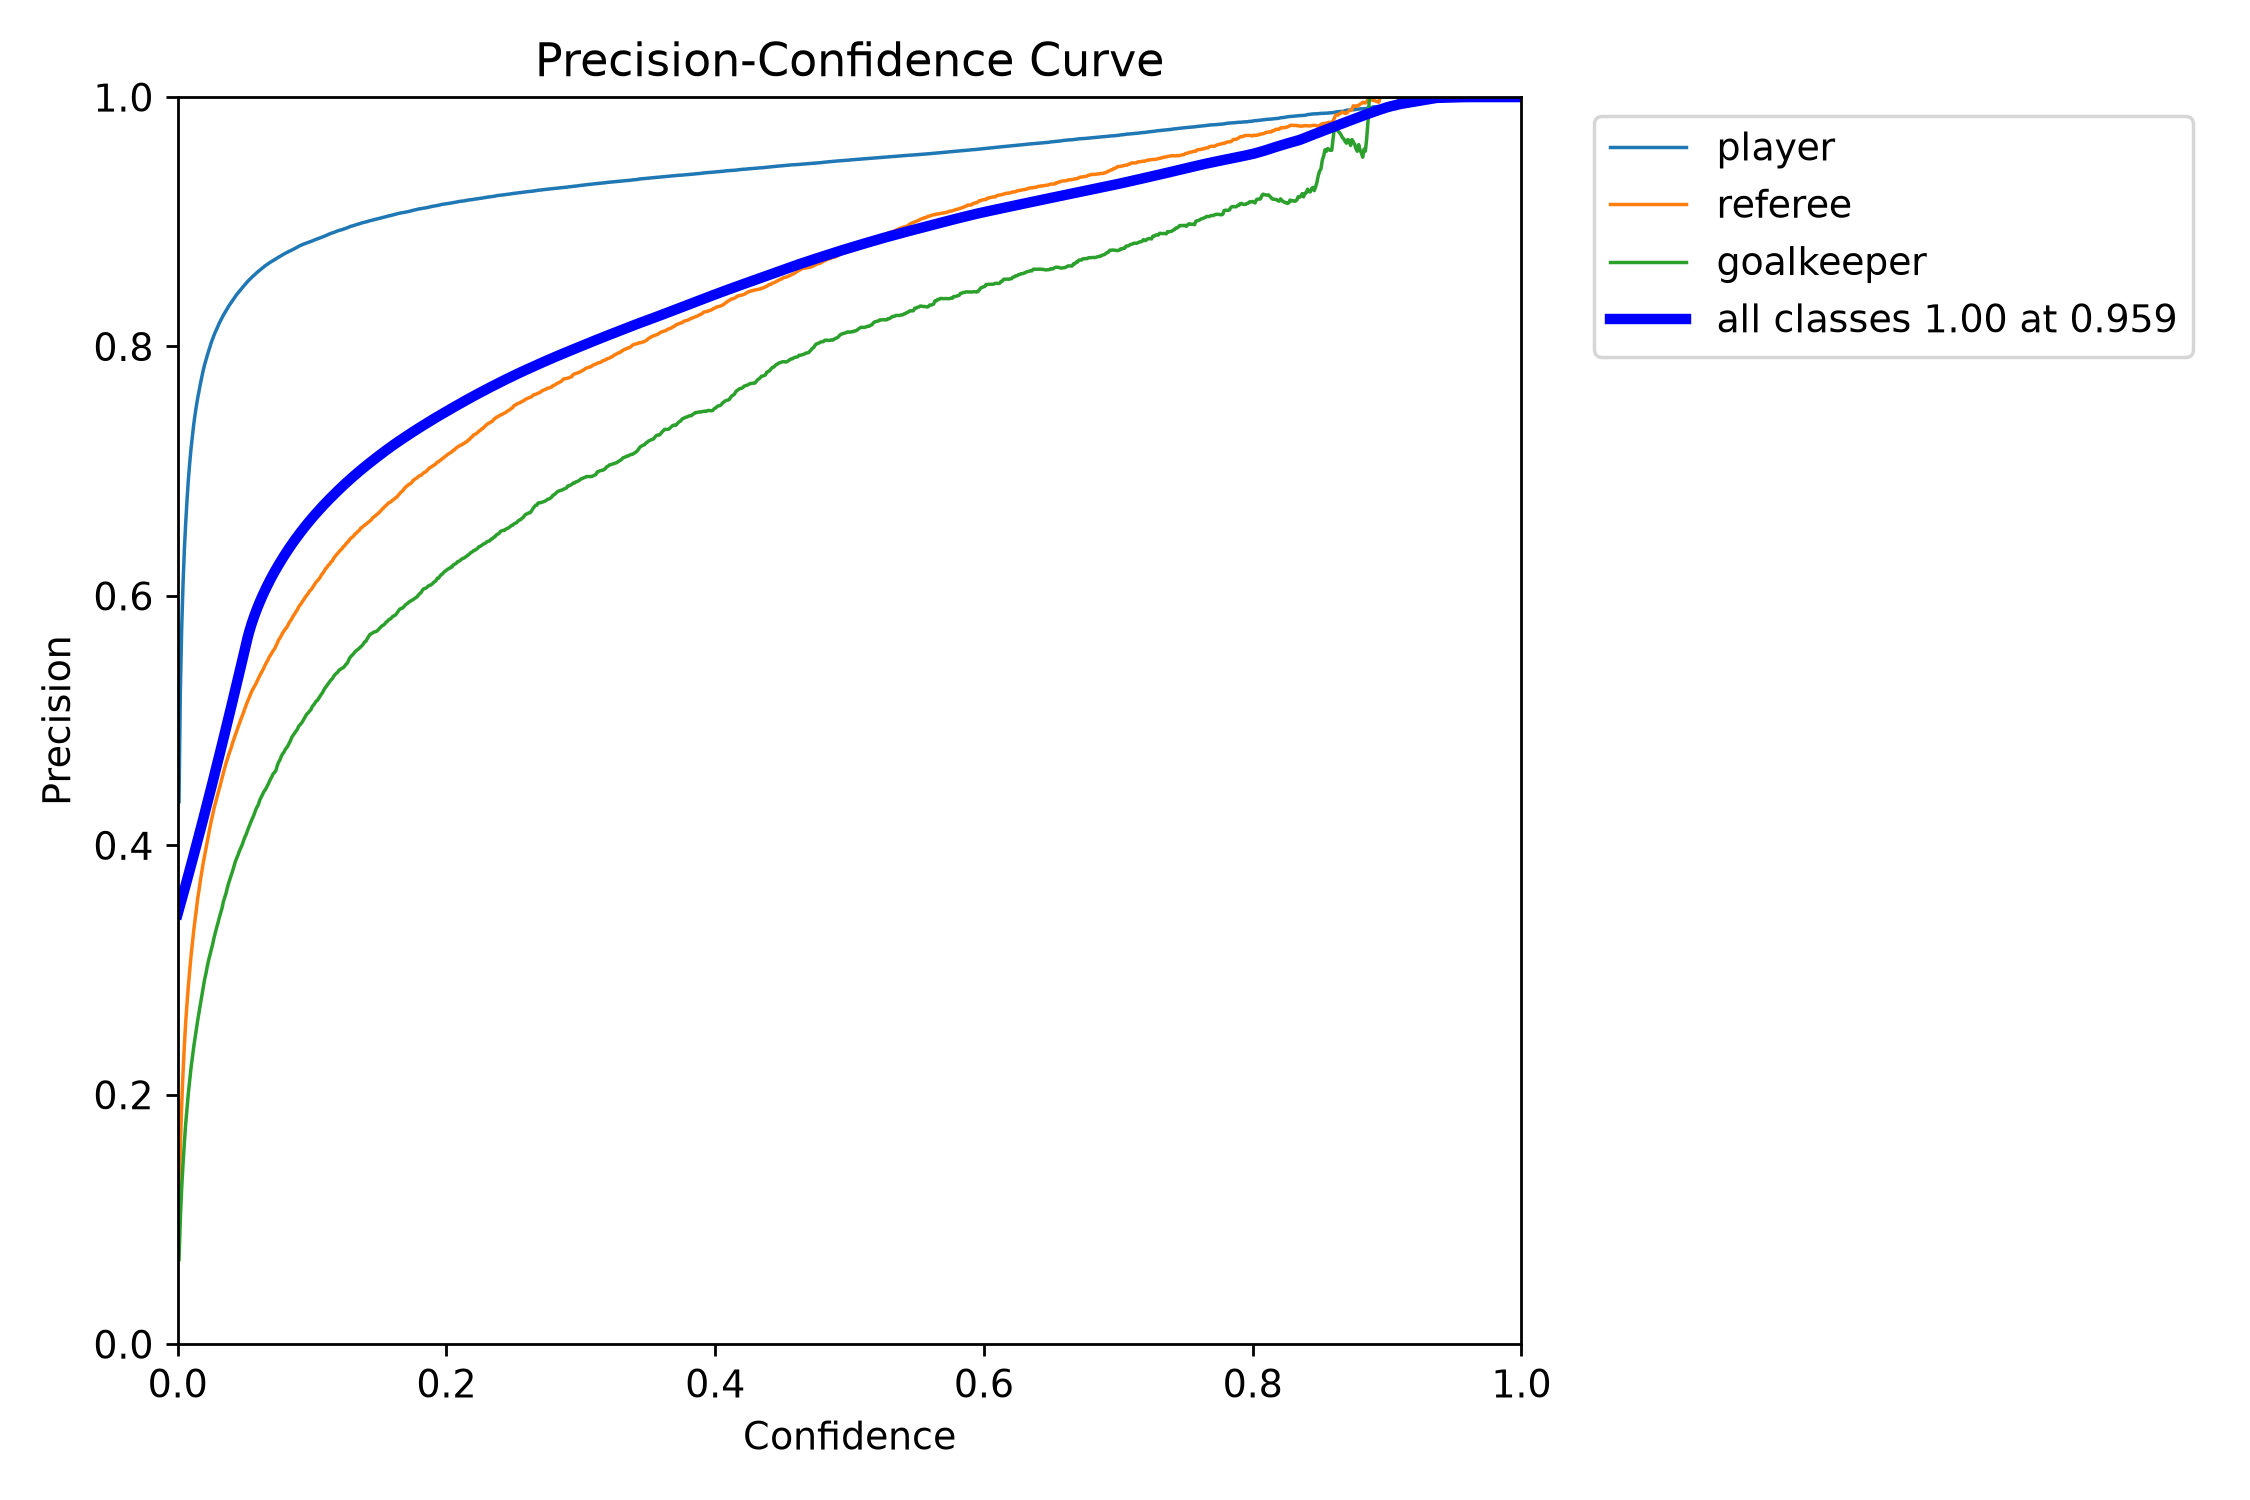 Precision-Confidence Curve
1.0
0.8
0.6
0.4
0.2
0.0
Precision
0.0 0.2 0.4 0.6 0.8 1.0
Confidence
player
referee
goalkeeper
all classes 1.00 at 0.959